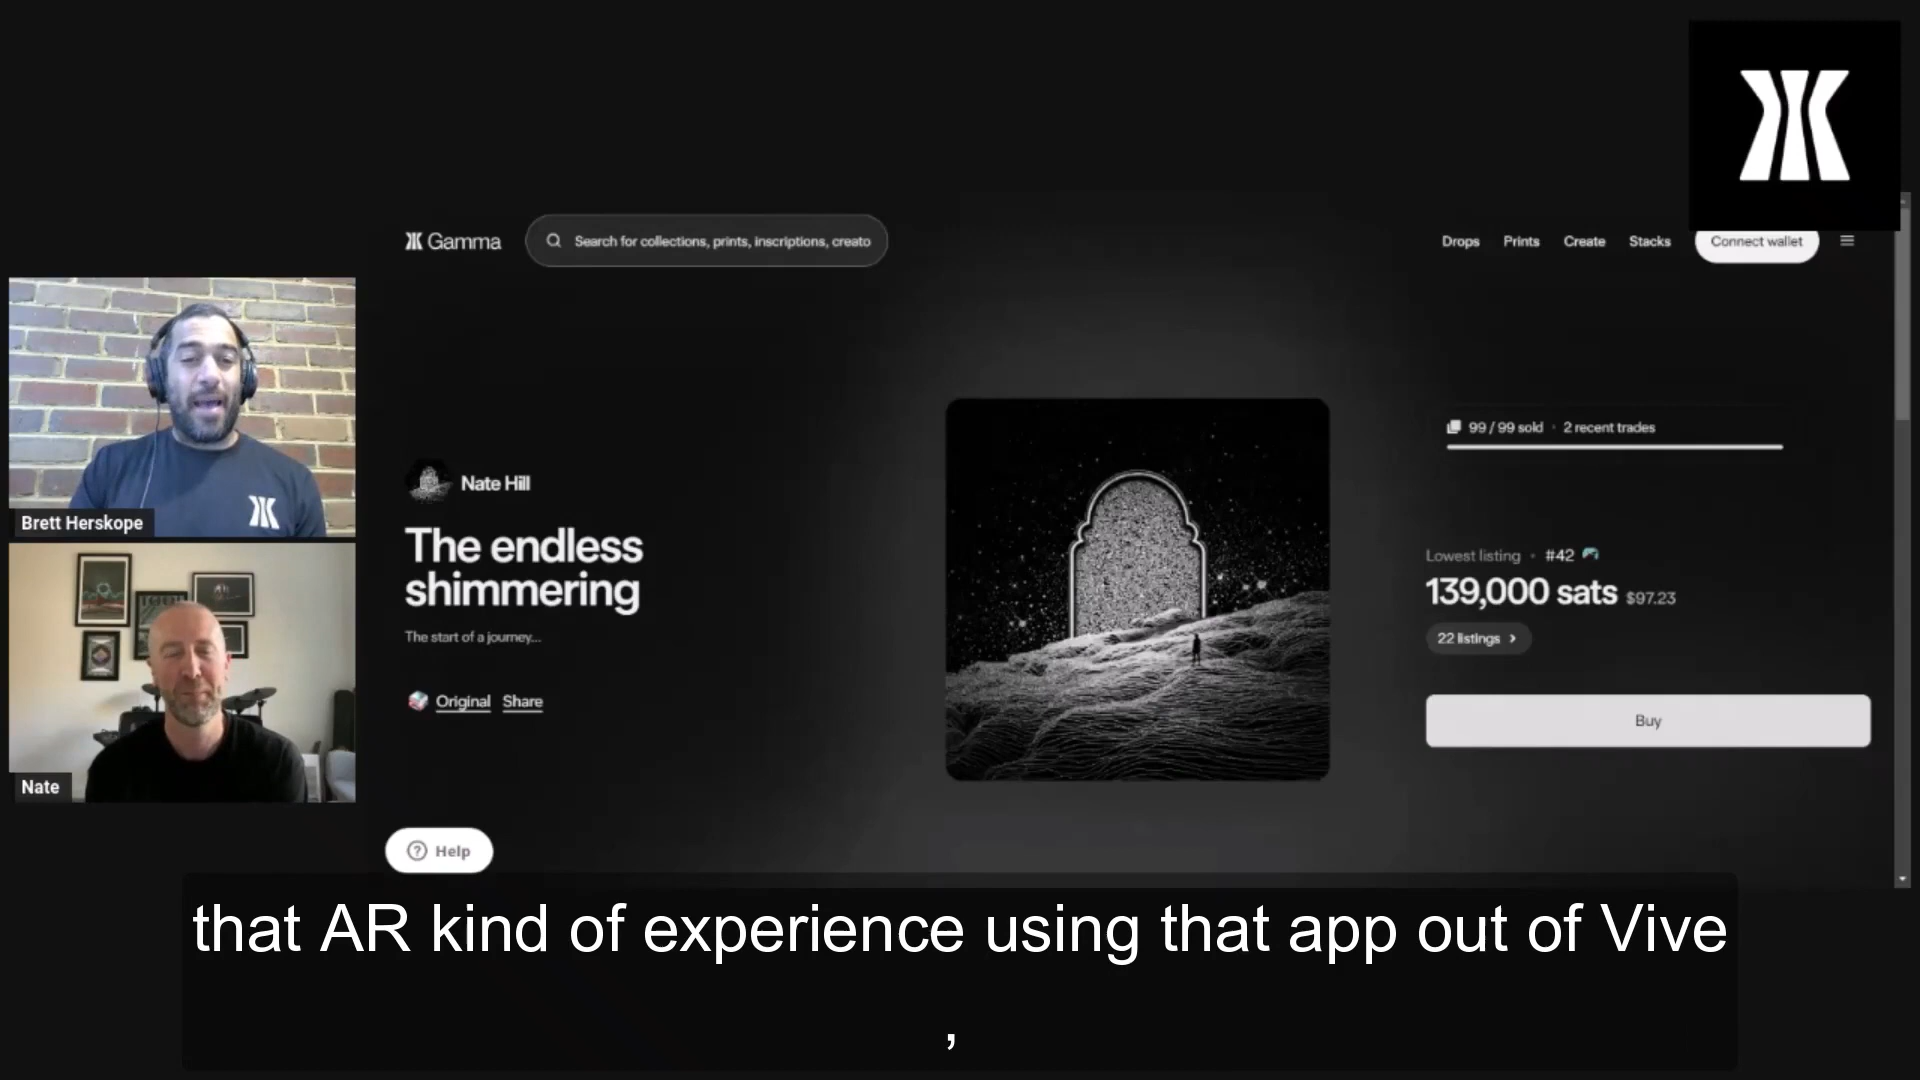 Gamma
Search for collections, prints, inscriptions, creato
Drops
Prints
Create
Stacks
Connect wallet
Brett Herskope
Nate
Nate Hill
The endless
shimmering
The start of a journey...
Original
Share
99 / 99 sold · 2 recent trades
Lowest listing · #42
139,000 sats $97.23
22 listings >
Buy
? Help
that AR kind of experience using that app out of Vive
,